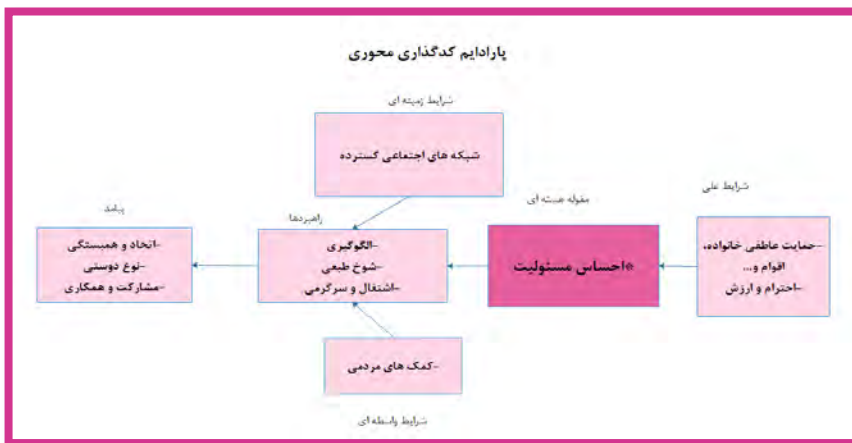 پارادایم کدگذاری محوری
شرایط زمینه ای
شبکه های اجتماعی گسترده
شرایط علی
-حمایت عاطفی خانواده،
اقوام و...
-احترام و ارزش
مقوله هسته ای
*احساس مسئولیت
راهبردها
-الگوگیری
-شوخ طبعی
-اشتغال و سرگرمی
پیامد
-اتحاد و همبستگی
-نوع دوستی
-مشارکت و همکاری
-کمک های مردمی
شرایط واسطه ای